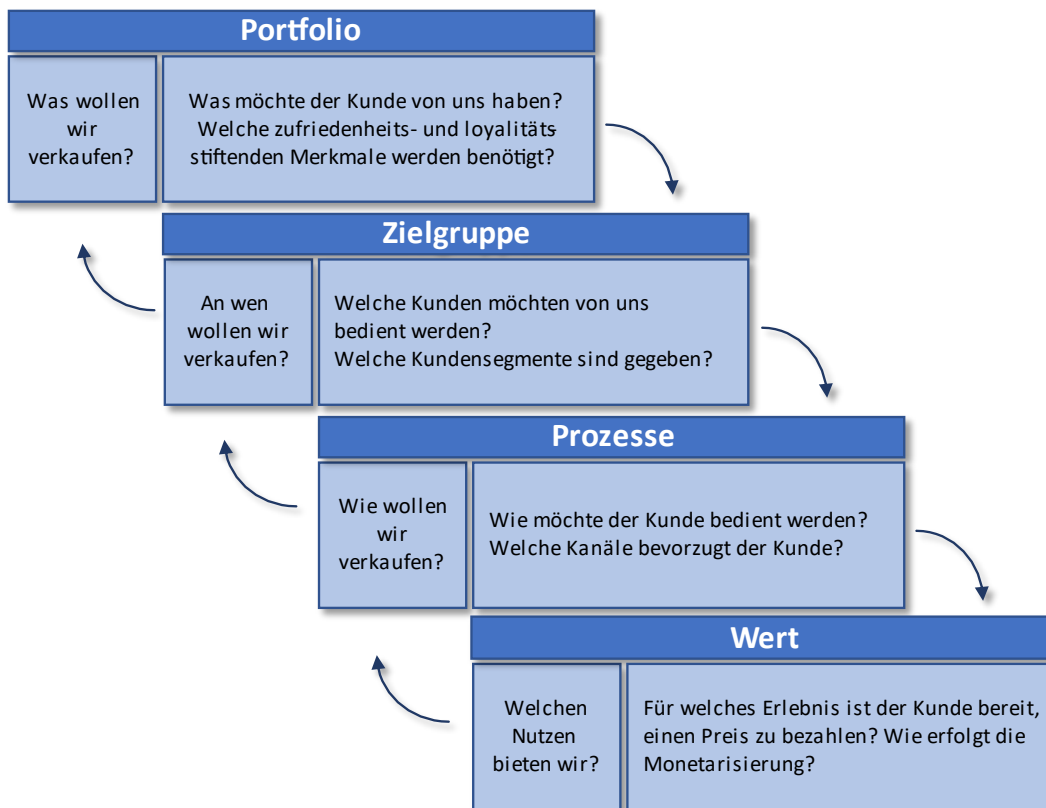 Portfolio
Was wollen
wir
verkaufen?
Was möchte der Kunde von uns haben?
Welche zufriedenheits- und loyalitäts-
stiftenden Merkmale werden benötigt?
Zielgruppe
An wen
wollen wir
verkaufen?
Welche Kunden möchten von uns
bedient werden?
Welche Kundensegmente sind gegeben?
Prozesse
Wie wollen
wir
verkaufen?
Wie möchte der Kunde bedient werden?
Welche Kanäle bevorzugt der Kunde?
Wert
Welchen
Nutzen
bieten wir?
Für welches Erlebnis ist der Kunde bereit,
einen Preis zu bezahlen? Wie erfolgt die
Monetarisierung?